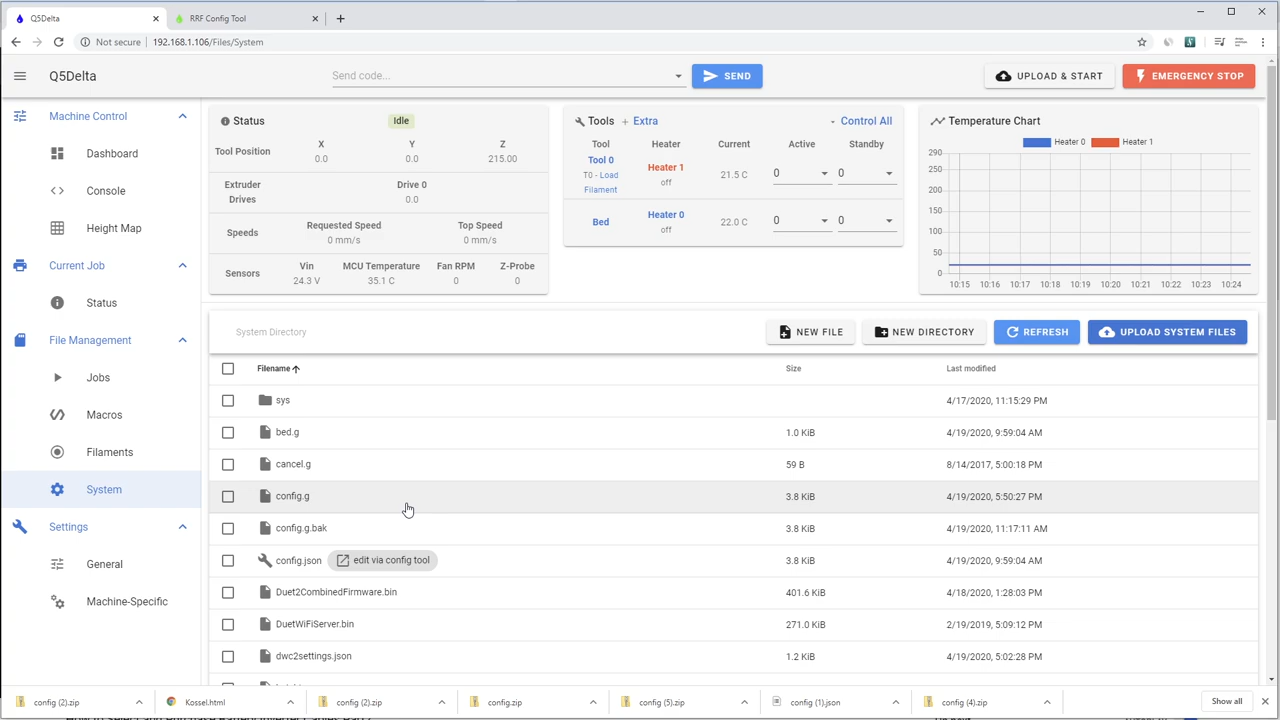 Q5Delta
RRF Config Tool
Not secure
192.168.1.106/Files/System
Q5Delta
Send code...
SEND
UPLOAD & START
EMERGENCY STOP
Machine Control
Dashboard
Console
Height Map
Current Job
Status
File Management
Jobs
Macros
Filaments
System
Settings
General
Machine-Specific
Status
Idle
Tool Position
X
Y
Z
0.0
0.0
215.00
Extruder Drives
Drive 0
0.0
Speeds
Requested Speed
Top Speed
0 mm/s
0 mm/s
Sensors
Vin
MCU Temperature
Fan RPM
Z-Probe
24.3 V
35.1 C
0
0
Tools + Extra
Control All
Tool
Heater
Current
Active
Standby
Tool 0
T0 - Load
Filament
Heater 1
off
21.5 C
0
0
Bed
Heater 0
off
22.0 C
0
0
Temperature Chart
Heater 0
Heater 1
290
250
200
150
100
50
0
10:15
10:16
10:17
10:18
10:19
10:20
10:21
10:22
10:23
10:24
System Directory
NEW FILE
NEW DIRECTORY
REFRESH
UPLOAD SYSTEM FILES
Filename
Size
Last modified
sys
4/17/2020, 11:15:29 PM
bed.g
1.0 KiB
4/19/2020, 9:59:04 AM
cancel.g
59 B
8/14/2017, 5:00:18 PM
config.g
3.8 KiB
4/19/2020, 5:50:27 PM
config.g.bak
3.8 KiB
4/19/2020, 11:17:11 AM
config.json
edit via config tool
3.8 KiB
4/19/2020, 9:59:04 AM
Duet2CombinedFirmware.bin
401.6 KiB
4/18/2020, 1:28:03 PM
DuetWiFiServer.bin
271.0 KiB
2/19/2019, 5:09:12 PM
dwc2settings.json
1.2 KiB
4/19/2020, 5:02:28 PM
config (2).zip
Kossel.html
config (2).zip
config.zip
config (5).zip
config (1).json
config (4).zip
Show all